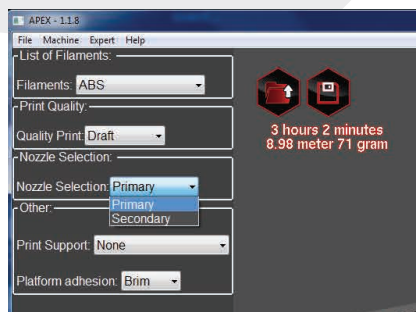 APEX - 1.1.8
File Machine Expert Help
List of Filaments:
Filaments: ABS
Print Quality:
Quality Print: Draft
Nozzle Selection:
Nozzle Selection: Primary
Primary
Secondary
Other:
Print Support: None
Platform adhesion: Brim
3 hours 2 minutes
8.98 meter 71 gram